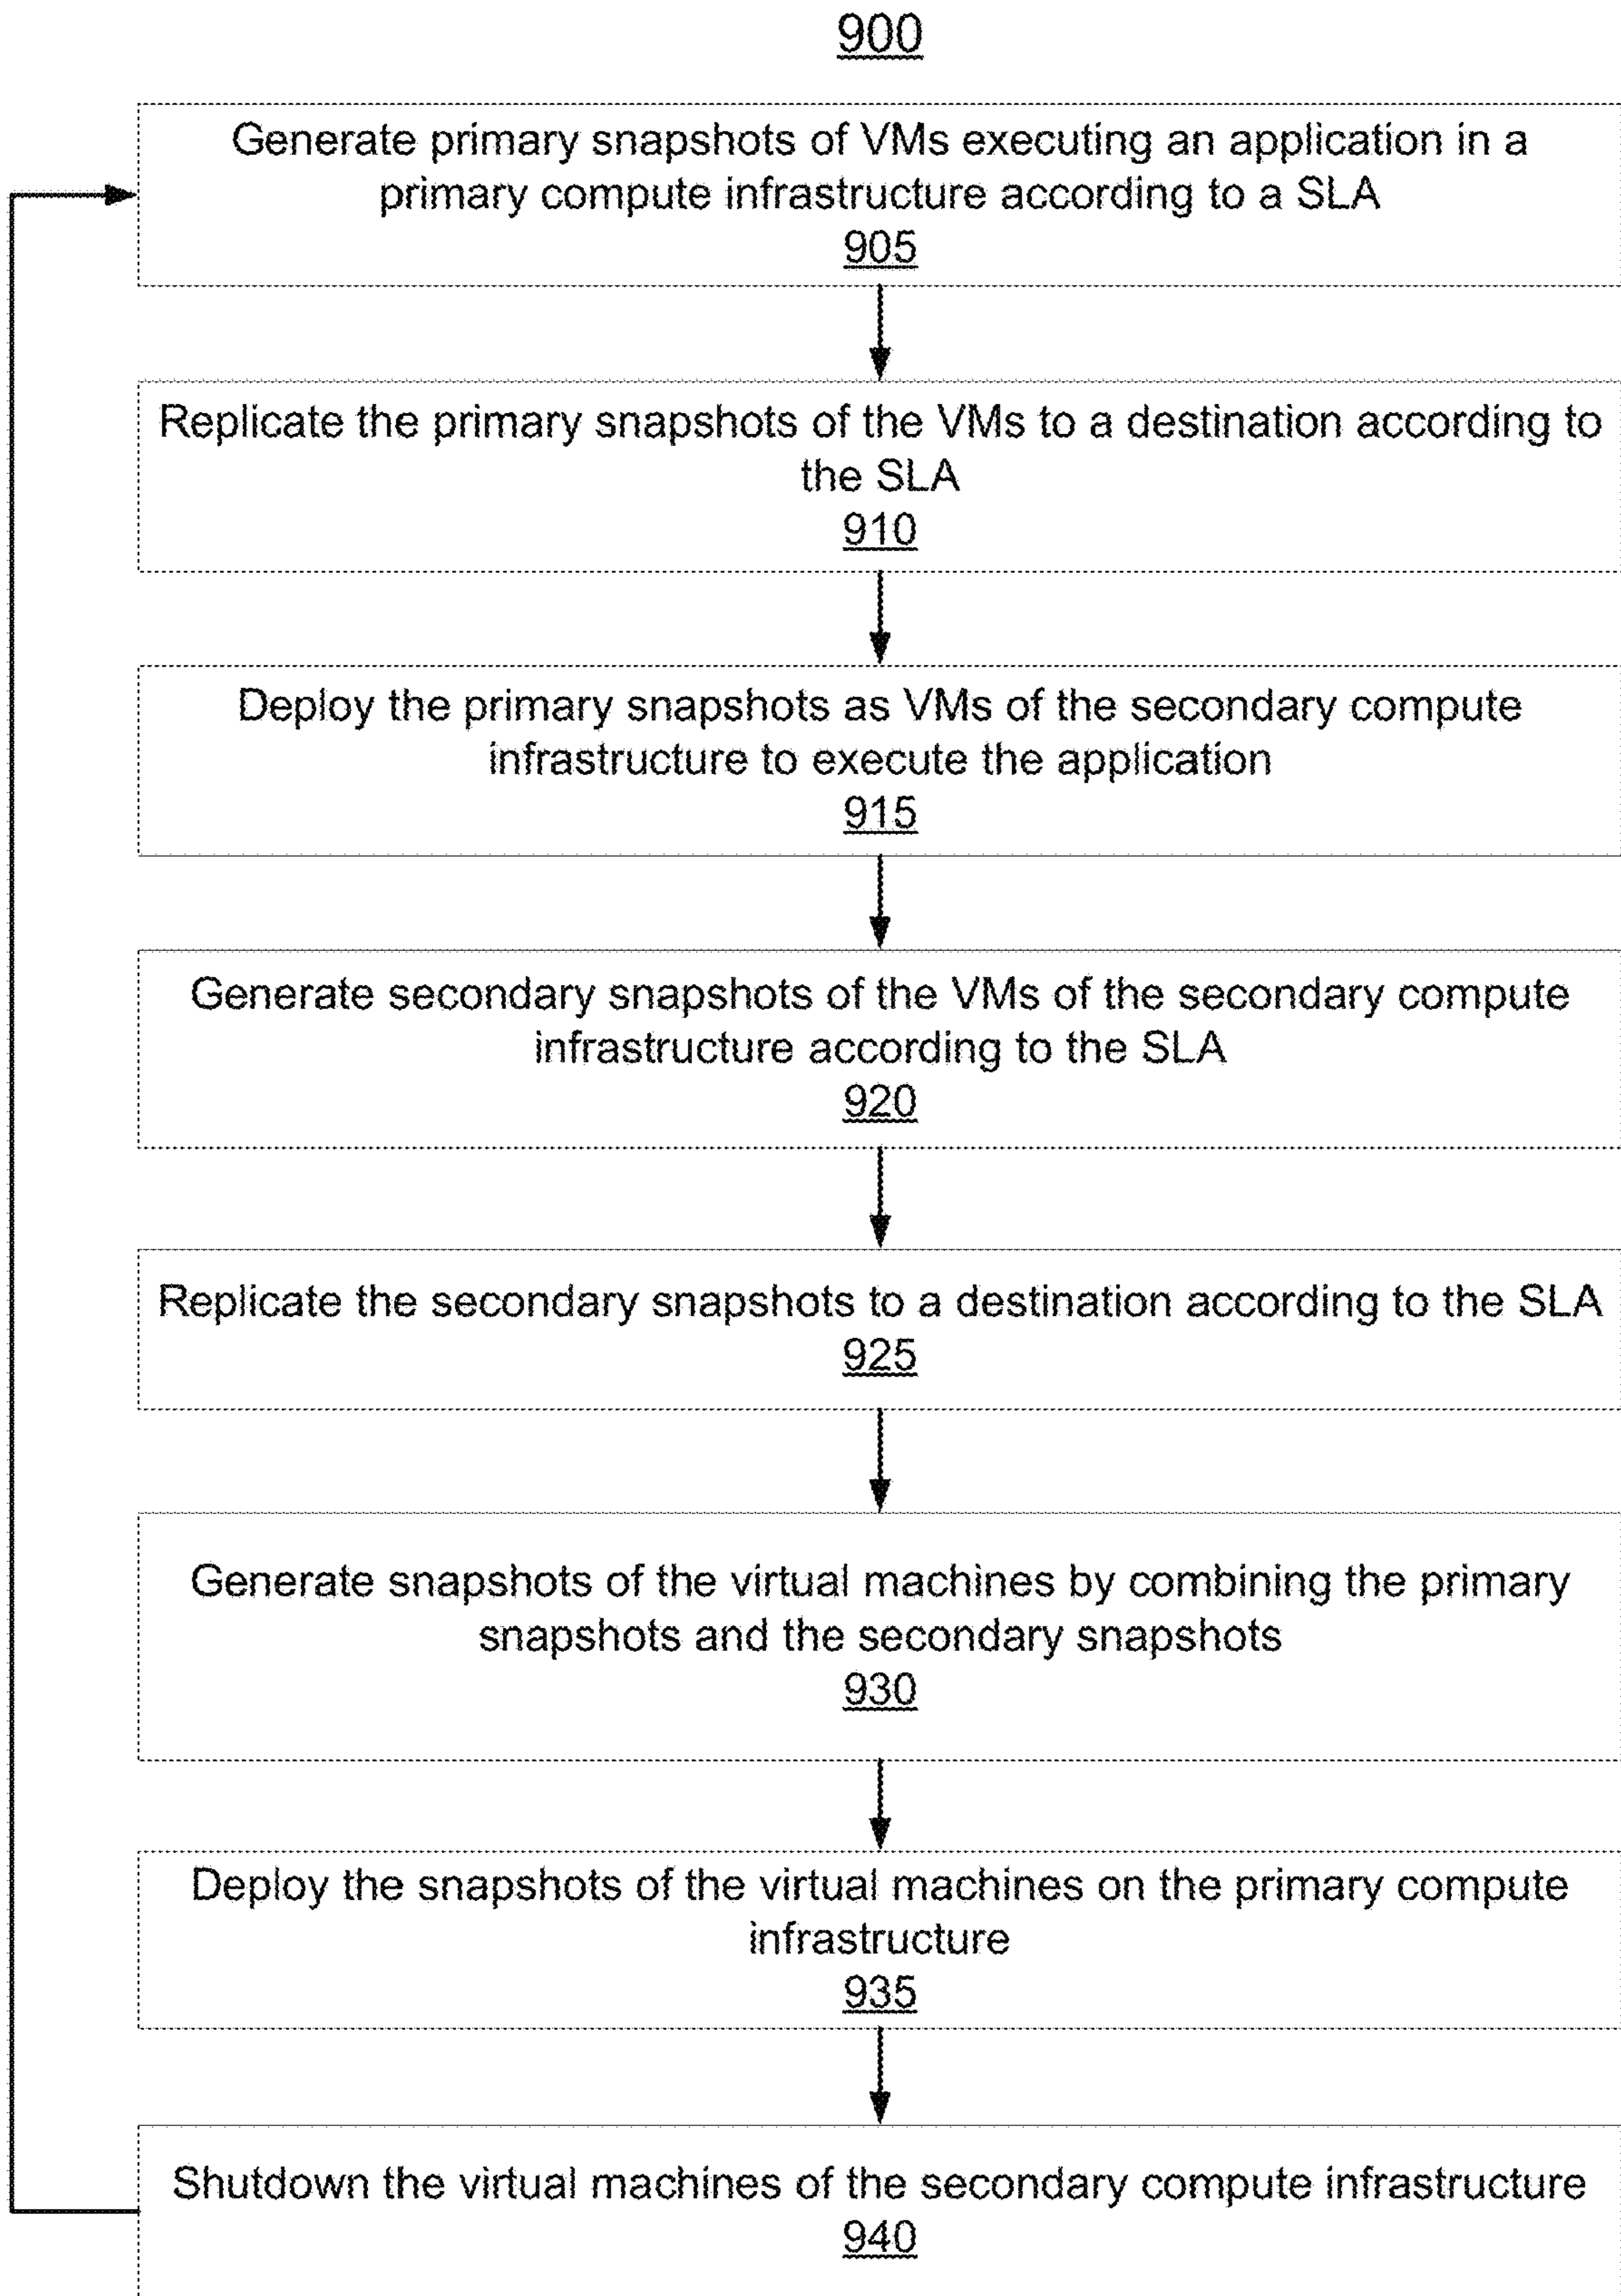 900
Generate primary snapshots of VMs executing an application in a
primary compute infrastructure according to a SLA
905
Replicate the primary snapshots of the VMs to a destination according to
the SLA
910
Deploy the primary snapshots as VMs of the secondary compute
infrastructure to execute the application
915
Generate secondary snapshots of the VMs of the secondary compute
infrastructure according to the SLA
920
Replicate the secondary snapshots to a destination according to the SLA
925
Generate snapshots of the virtual machines by combining the primary
snapshots and the secondary snapshots
930
Deploy the snapshots of the virtual machines on the primary compute
infrastructure
935
Shutdown the virtual machines of the secondary compute infrastructure
940